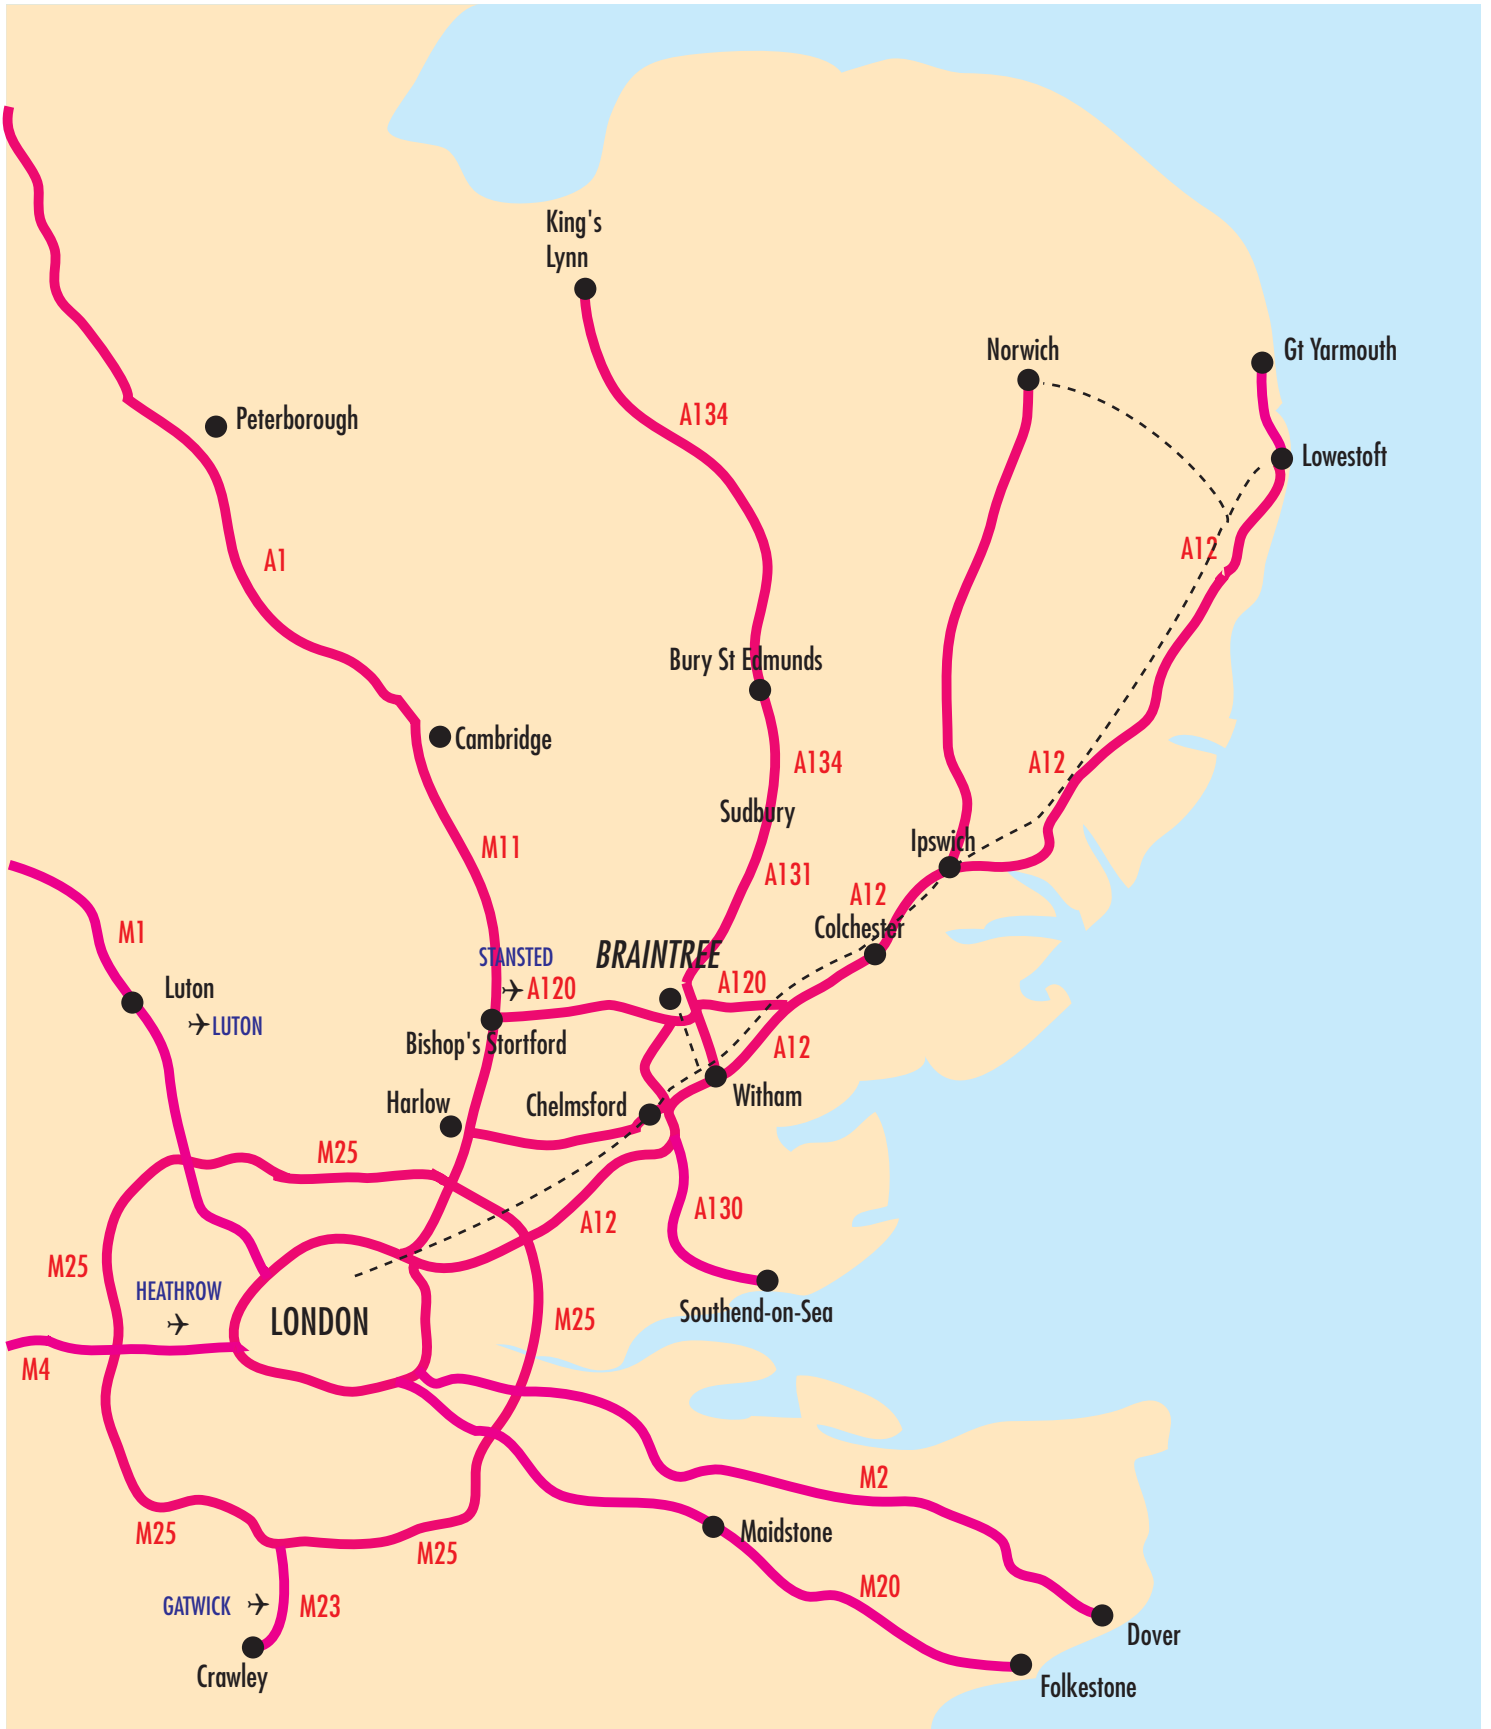 King's
Lynn
Norwich
Gt Yarmouth
A134
Peterborough
Lowestoft
A12
A1
Bury St Edmunds
Cambridge
A134
A12
Sudbury
M11
Ipswich
A131
A12
M1
Colchester
STANSTED
BRAINTREE
Luton
A120
A120
LUTON
Bishop's Stortford
A12
Harlow
Chelmsford
Witham
M25
A130
A12
M25
HEATHROW
LONDON
Southend-on-Sea
M25
M4
M2
M25
Maidstone
M25
M20
GATWICK
M23
Dover
Crawley
Folkestone